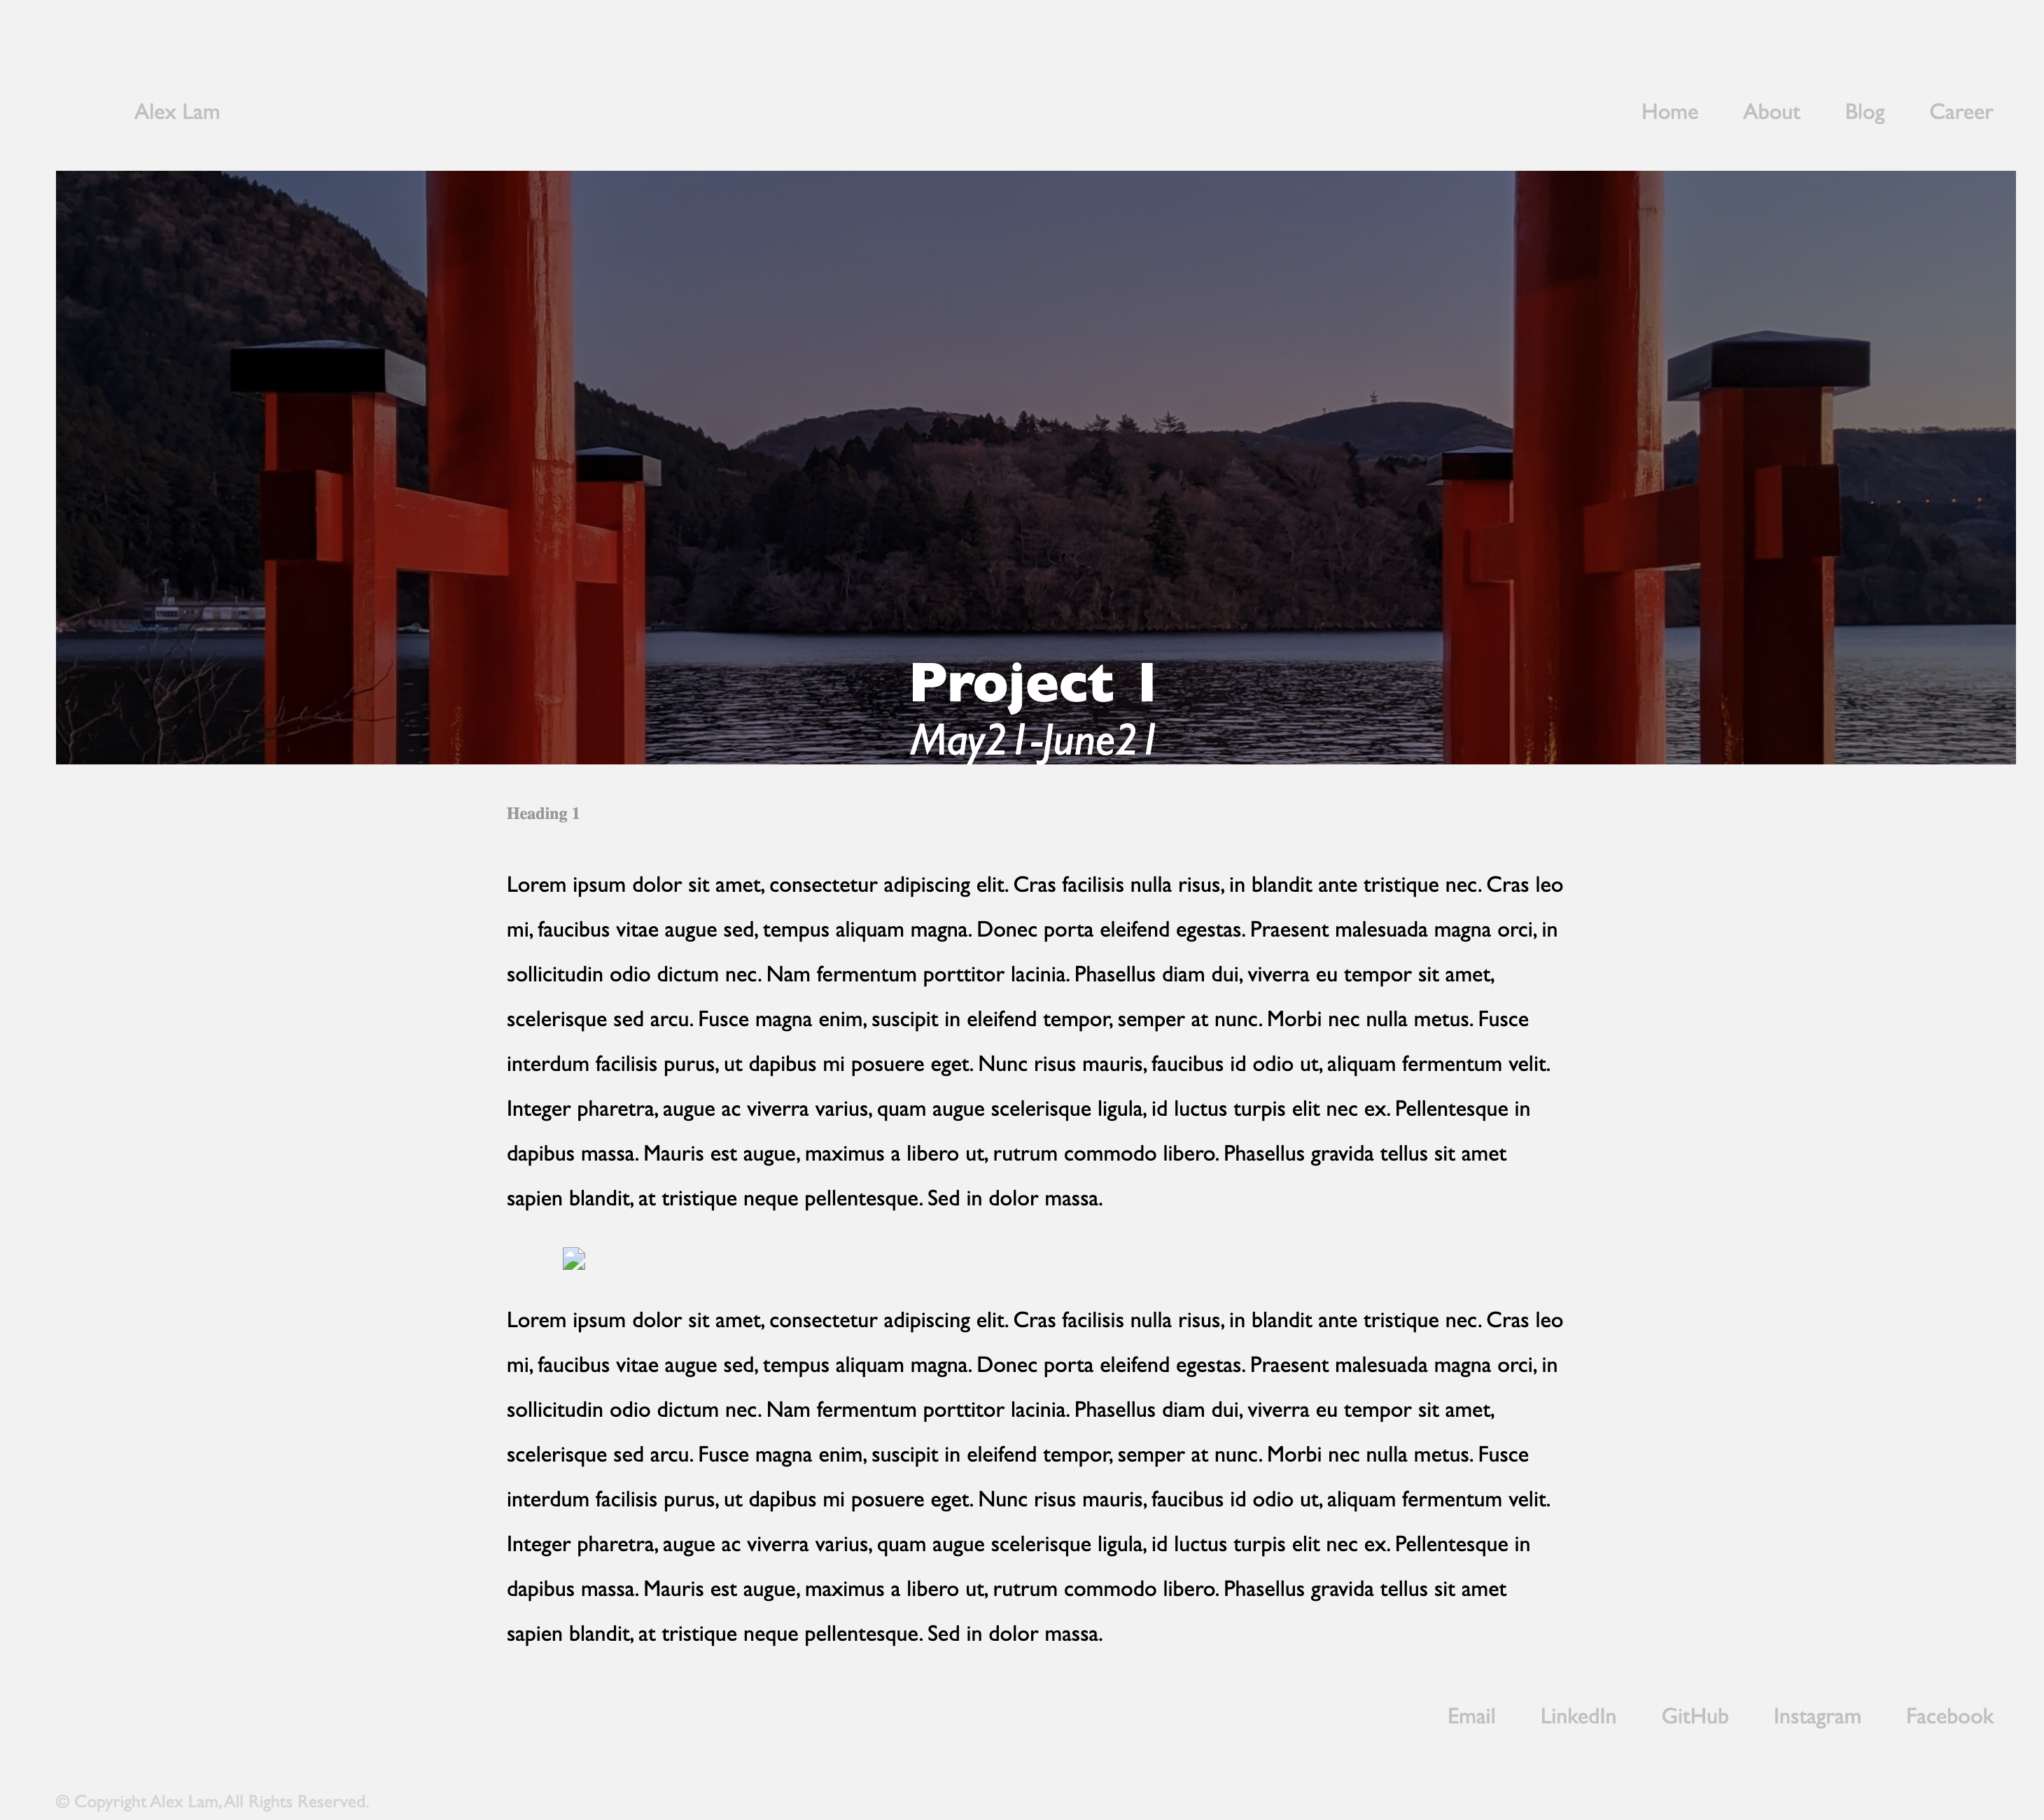 Alex Lam
Home About Blog Career
Project 1
May21-June21
Heading 1
Lorem ipsum dolor sit amet, consectetur adipiscing elit. Cras facilisis nulla risus, in blandit ante tristique nec. Cras leo
mi, faucibus vitae augue sed, tempus aliquam magna. Donec porta eleifend egestas. Praesent malesuada magna orci, in
sollicitudin odio dictum nec. Nam fermentum porttitor lacinia. Phasellus diam dui, viverra eu tempor sit amet,
scelerisque sed arcu. Fusce magna enim, suscipit in eleifend tempor, semper at nunc. Morbi nec nulla metus. Fusce
interdum facilisis purus, ut dapibus mi posuere eget. Nunc risus mauris, faucibus id odio ut, aliquam fermentum velit.
Integer pharetra, augue ac viverra varius, quam augue scelerisque ligula, id luctus turpis elit nec ex. Pellentesque in
dapibus massa. Mauris est augue, maximus a libero ut, rutrum commodo libero. Phasellus gravida tellus sit amet
sapien blandit, at tristique neque pellentesque. Sed in dolor massa.
Lorem ipsum dolor sit amet, consectetur adipiscing elit. Cras facilisis nulla risus, in blandit ante tristique nec. Cras leo
mi, faucibus vitae augue sed, tempus aliquam magna. Donec porta eleifend egestas. Praesent malesuada magna orci, in
sollicitudin odio dictum nec. Nam fermentum porttitor lacinia. Phasellus diam dui, viverra eu tempor sit amet,
scelerisque sed arcu. Fusce magna enim, suscipit in eleifend tempor, semper at nunc. Morbi nec nulla metus. Fusce
interdum facilisis purus, ut dapibus mi posuere eget. Nunc risus mauris, faucibus id odio ut, aliquam fermentum velit.
Integer pharetra, augue ac viverra varius, quam augue scelerisque ligula, id luctus turpis elit nec ex. Pellentesque in
dapibus massa. Mauris est augue, maximus a libero ut, rutrum commodo libero. Phasellus gravida tellus sit amet
sapien blandit, at tristique neque pellentesque. Sed in dolor massa.
Email LinkedIn GitHub Instagram Facebook
© Copyright Alex Lam, All Rights Reserved.